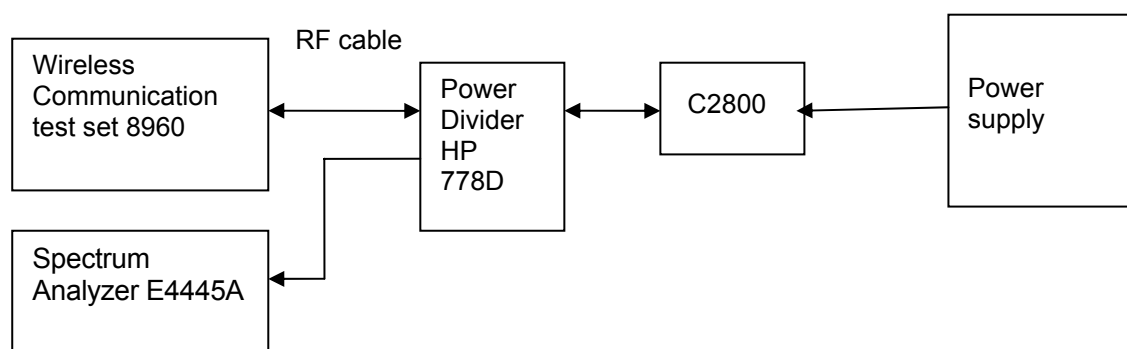 RF cable
Wireless
Communication
test set 8960
Power
Divider
HP
778D
C2800
Power
supply
Spectrum
Analyzer E4445A